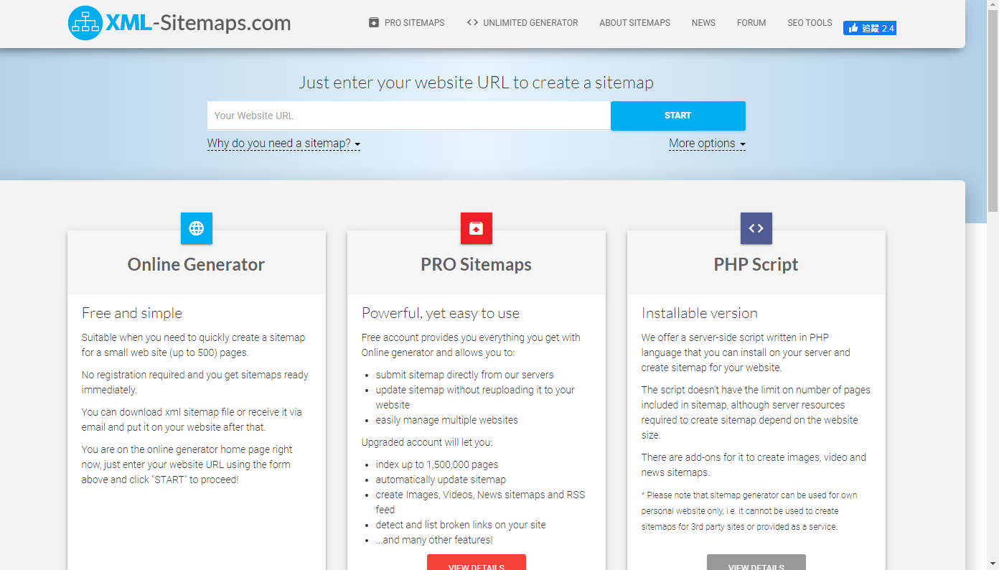 XML-Sitemaps.com
PRO SITEMAPS
UNLIMITED GENERATOR
ABOUT SITEMAPS
NEWS
FORUM
SEO TOOLS
追蹤 2.4
Just enter your website URL to create a sitemap
Your Website URL
START
Why do you need a sitemap?
More options
Online Generator
Free and simple
Suitable when you need to quickly create a sitemap
for a small web site (up to 500) pages.
No registration required and you get sitemaps ready
immediately.
You can download xml sitemap file or receive it via
email and put it on your website after that.
You are on the online generator home page right
now, just enter your website URL using the form
above and click "START" to proceed!
PRO Sitemaps
Powerful, yet easy to use
Free account provides you everything you get with
Online generator and allows you to:
• submit sitemap directly from our servers
• update sitemap without reuploading it to your
website
• easily manage multiple websites
Upgraded account will let you:
• index up to 1,500,000 pages
• automatically update sitemap
• create Images, Videos, News sitemaps and RSS
feed
• detect and list broken links on your site
• ...and many other features!
VIEW DETAILS
PHP Script
Installable version
We offer a server-side script written in PHP
language that you can install on your server and
create sitemap for your website.
The script doesn't have the limit on number of pages
included in sitemap, although server resources
required to create sitemap depend on the website
size.
There are add-ons for it to create images, video and
news sitemaps.
* Please note that sitemap generator can be used for own
personal website only, i.e. it cannot be used to create
sitemaps for 3rd party sites or provided as a service.
VIEW DETAILS